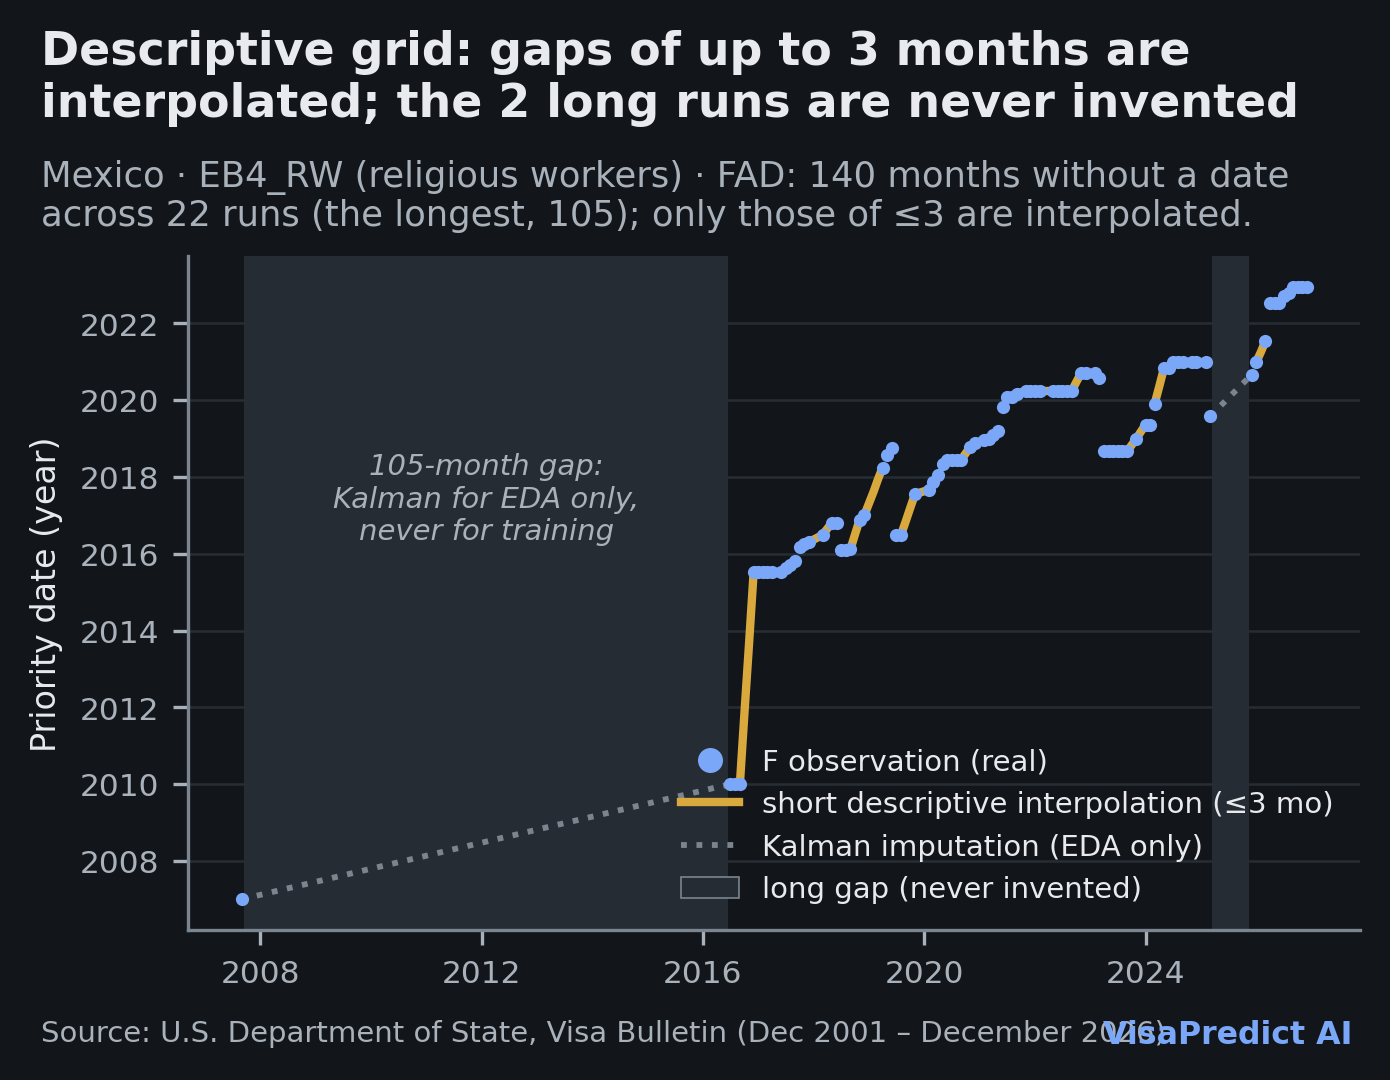 Descriptive grid: gaps of up to 3 months are
interpolated; the 2 long runs are never invented
Mexico · EB4_RW (religious workers) · FAD: 140 months without a date
across 22 runs (the longest, 105); only those of ≤3 are interpolated.
Priority date (year)
2022
2020
2018
2016
2014
2012
2010
2008
105-month gap:
Kalman for EDA only,
never for training
F observation (real)
short descriptive interpolation (≤3 mo)
Kalman imputation (EDA only)
long gap (never invented)
2008 2012 2016 2020 2024
Source: U.S. Department of State, Visa Bulletin (Dec 2001 – December 2026).
VisaPredict AI